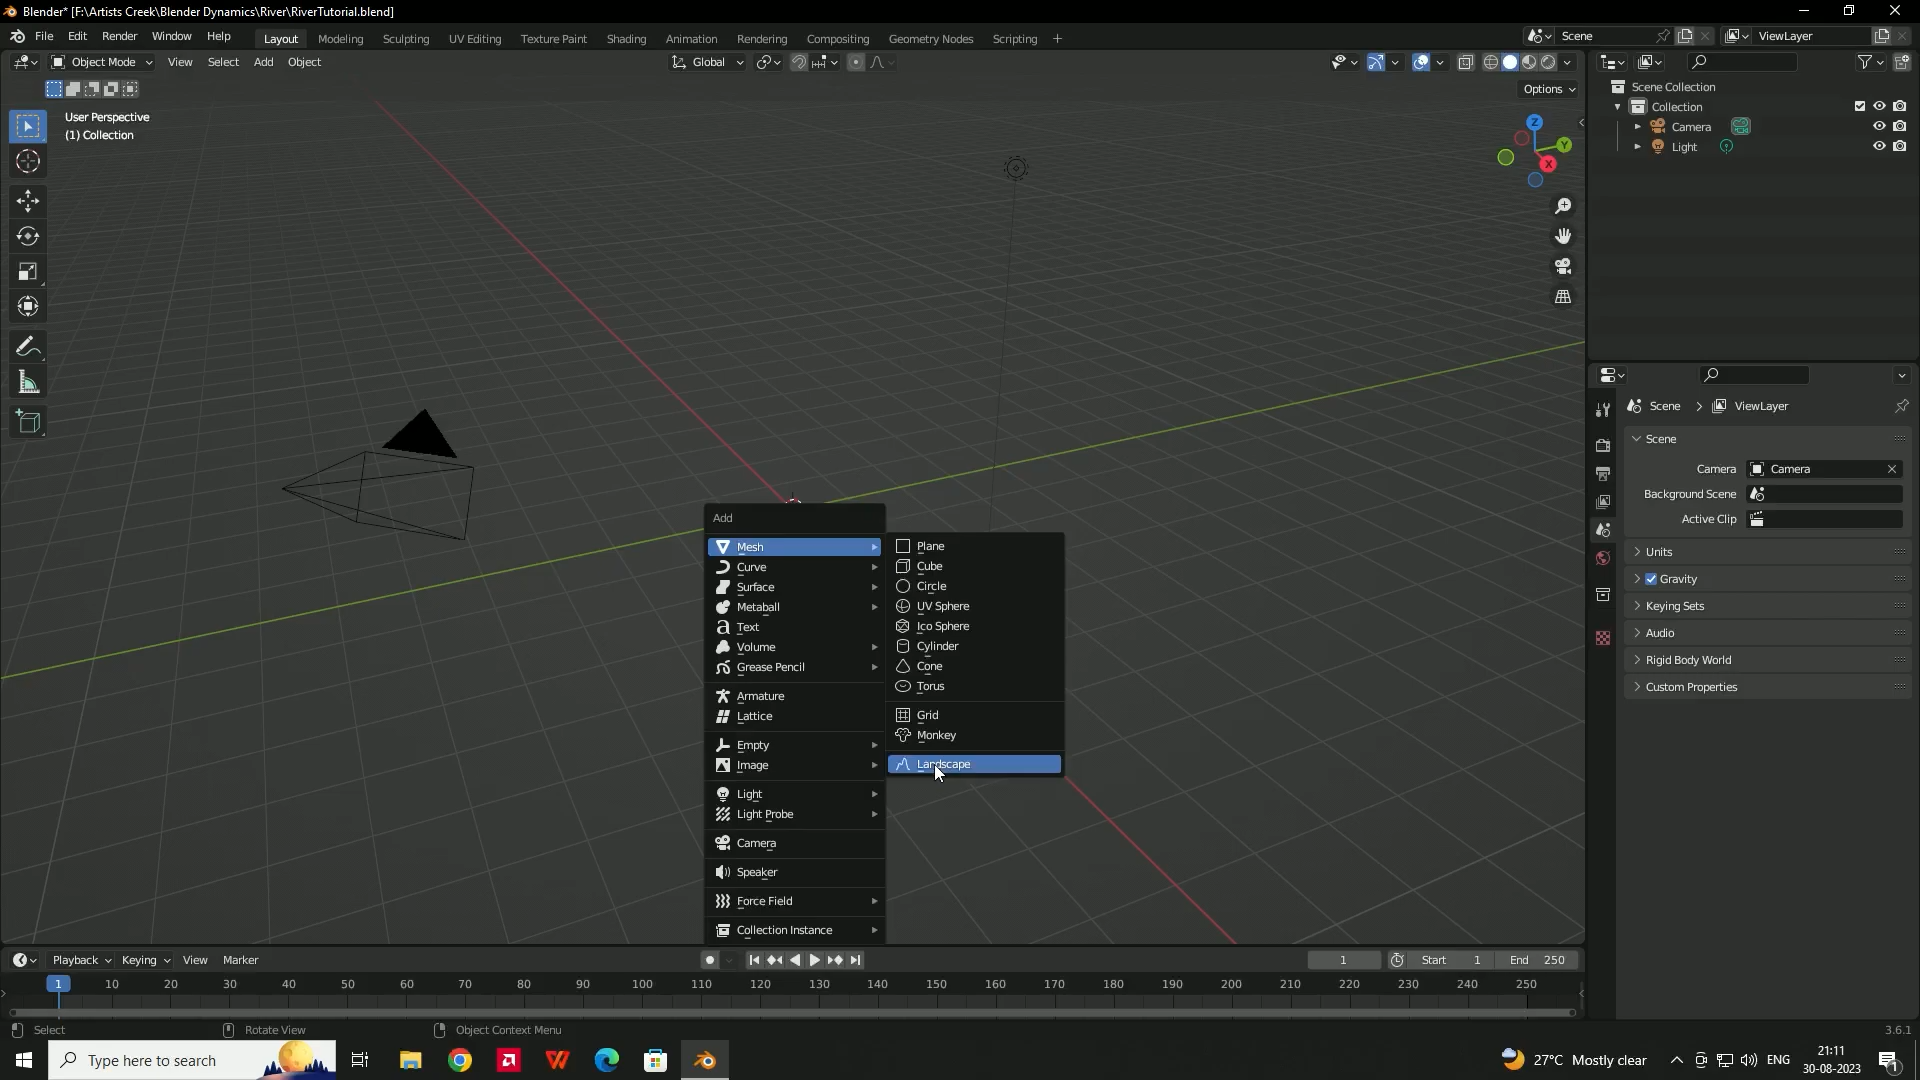 Blender* [F:\Artists Creek\Blender Dynamics\River\RiverTutorial.blend]
File Edit Render Window Help
Layout Modeling Sculpting UV Editing Texture Paint Shading Animation Rendering Compositing Geometry Nodes Scripting +
Scene
ViewLayer
Object Mode View Select Add Object
Global
Options
User Perspective
(1) Collection
Z
Y
X
Scene Collection
Collection
Camera
Light
Scene > ViewLayer
Scene
Camera Camera
Background Scene
Active Clip
Units
Gravity
Keying Sets
Audio
Rigid Body World
Custom Properties
Add
Mesh
Curve
Surface
Metaball
Text
Volume
Grease Pencil
Armature
Lattice
Empty
Image
Light
Light Probe
Camera
Speaker
Force Field
Collection Instance
Plane
Cube
Circle
UV Sphere
Ico Sphere
Cylinder
Cone
Torus
Grid
Monkey
Landscape
Playback Keying View Marker
1 Start 1 End 250
1 10 20 30 40 50 60 70 80 90 100 110 120 130 140 150 160 170 180 190 200 210 220 230 240 250
Select Rotate View Object Context Menu
3.6.1
Type here to search
27°C Mostly clear
ENG
21:11
30-08-2023
1